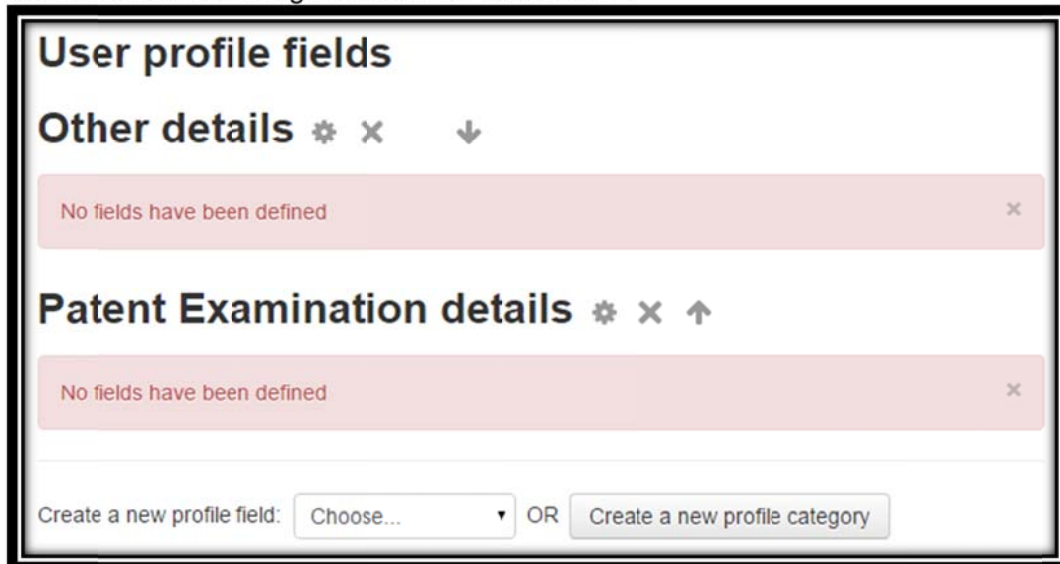 User profile fields
Other details
No fields have been defined
Patent Examination details
No fields have been defined
Create a new profile field: Choose... OR Create a new profile category